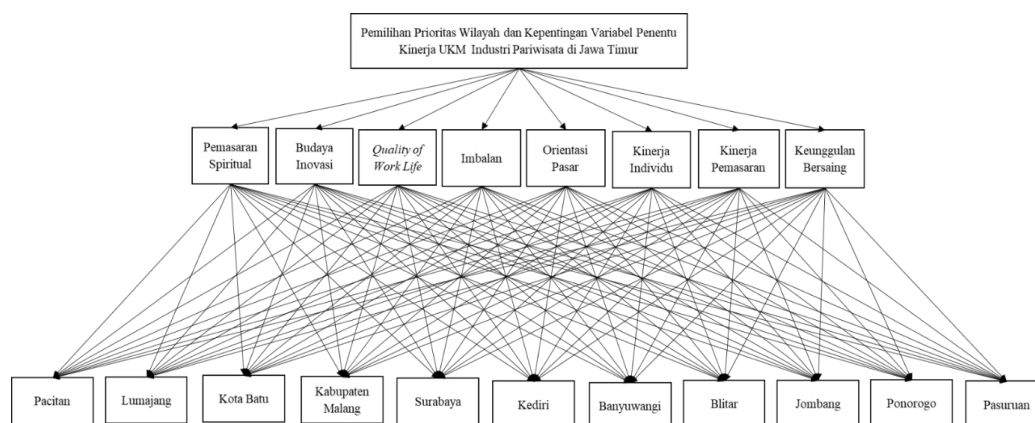 Pemilihan Prioritas Wilayah dan Kepentingan Variabel Penentu
Kinerja UKM Industri Pariwisata di Jawa Timur
Pemasaran
Spiritual
Budaya
Inovasi
Quality of
Work Life
Imbalan
Orientasi
Pasar
Kinerja
Individu
Kinerja
Pemasaran
Keunggulan
Bersaing
Pacitan
Lumajang
Kota Batu
Kabupaten
Malang
Surabaya
Kediri
Banyuwangi
Blitar
Jombang
Ponorogo
Pasuruan